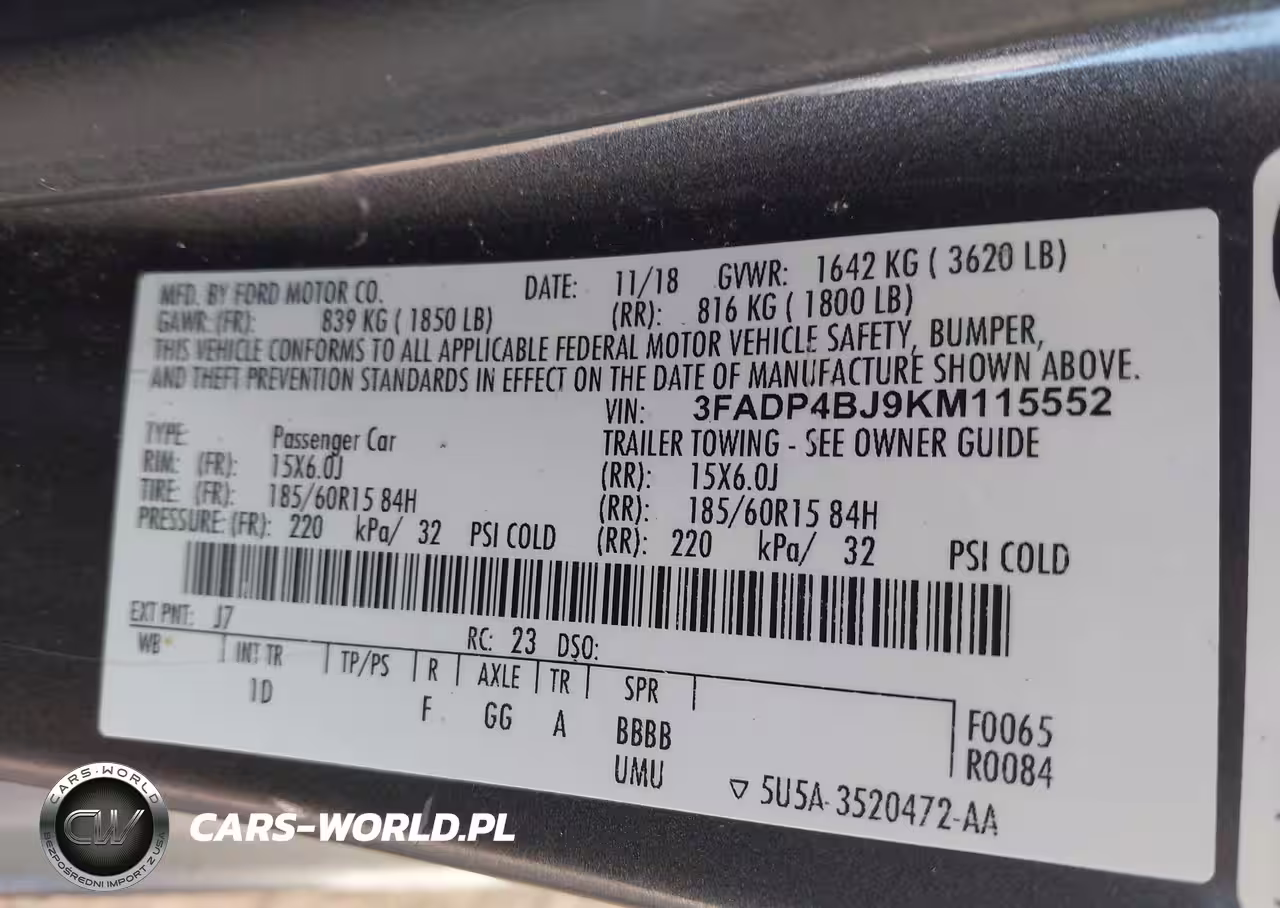 MFD. BY FORD MOTOR CO. DATE: 11/18 GVWR: 1642 KG ( 3620 LB)
GAWR: (FR): 839 KG ( 1850 LB) (RR): 816 KG ( 1800 LB)
THIS VEHICLE CONFORMS TO ALL APPLICABLE FEDERAL MOTOR VEHICLE SAFETY, BUMPER,
AND THEFT PREVENTION STANDARDS IN EFFECT ON THE DATE OF MANUFACTURE SHOWN ABOVE.
VIN: 3FADP4BJ9KM115552
TYPE: Passenger Car TRAILER TOWING - SEE OWNER GUIDE
RIM: (FR): 15X6.0J (RR): 15X6.0J
TIRE: (FR): 185/60R15 84H (RR): 185/60R15 84H
PRESSURE: (FR): 220 kPa/ 32 PSI COLD (RR): 220 kPa/ 32 PSI COLD
EXT PNT: J7 RC: 23 DSO:
WB INT TR TP/PS R AXLE TR SPR
1D F GG A BBBB F0065
UMU R0084
5U5A-3520472-AA
CARS-WORLD
CW
BEZPOŚREDNI IMPORT Z USA
CARS-WORLD.PL